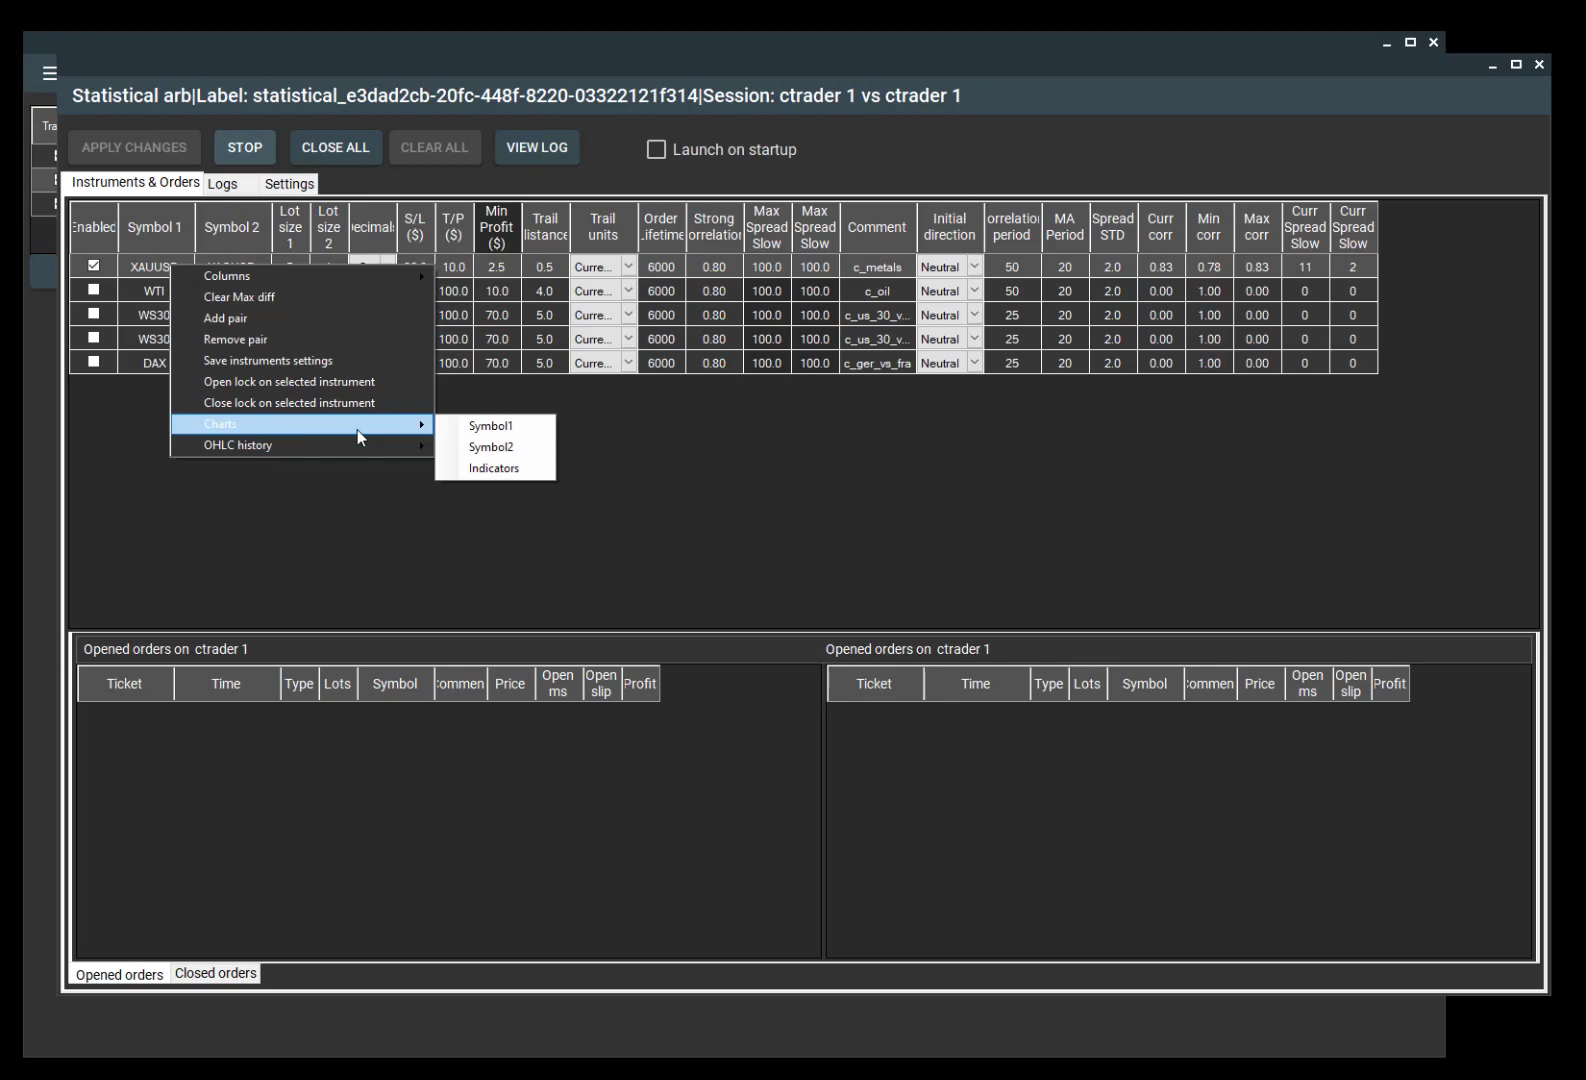 Tra
Statistical arb|Label: statistical_e3dad2cb-20fc-448f-8220-03322121f314|Session: ctrader 1 vs ctrader 1
APPLY CHANGES STOP CLOSE ALL CLEAR ALL VIEW LOG Launch on startup
Instruments & Orders Logs Settings
Enabled Symbol 1 Symbol 2 Lot size 1 Lot size 2 decimal S/L ($) T/P ($) Min Profit ($) Trail distance Trail units Order Lifetime Strong correlation Max Spread Slow Max Spread Slow Comment Initial direction orrelation period MA Period Spread STD Curr corr Min corr Max corr Curr Spread Slow Curr Spread Slow
XAUUS 10.0 2.5 0.5 Curre... 6000 0.80 100.0 100.0 c_metals Neutral 50 20 2.0 0.83 0.78 0.83 11 2
WTI 100.0 10.0 4.0 Curre... 6000 0.80 100.0 100.0 c_oil Neutral 50 20 2.0 0.00 1.00 0.00 0 0
WS30 100.0 70.0 5.0 Curre... 6000 0.80 100.0 100.0 c_us_30_v... Neutral 25 20 2.0 0.00 1.00 0.00 0 0
WS30 100.0 70.0 5.0 Curre... 6000 0.80 100.0 100.0 c_us_30_v... Neutral 25 20 2.0 0.00 1.00 0.00 0 0
DAX 100.0 70.0 5.0 Curre... 6000 0.80 100.0 100.0 c_ger_vs_fra Neutral 25 20 2.0 0.00 1.00 0.00 0 0
Columns
Clear Max diff
Add pair
Remove pair
Save instruments settings
Open lock on selected instrument
Close lock on selected instrument
Charts
OHLC history
Symbol1
Symbol2
Indicators
Opened orders on ctrader 1
Ticket Time Type Lots Symbol Commen Price Open ms Open slip Profit
Opened orders on ctrader 1
Ticket Time Type Lots Symbol Commen Price Open ms Open slip Profit
Opened orders Closed orders